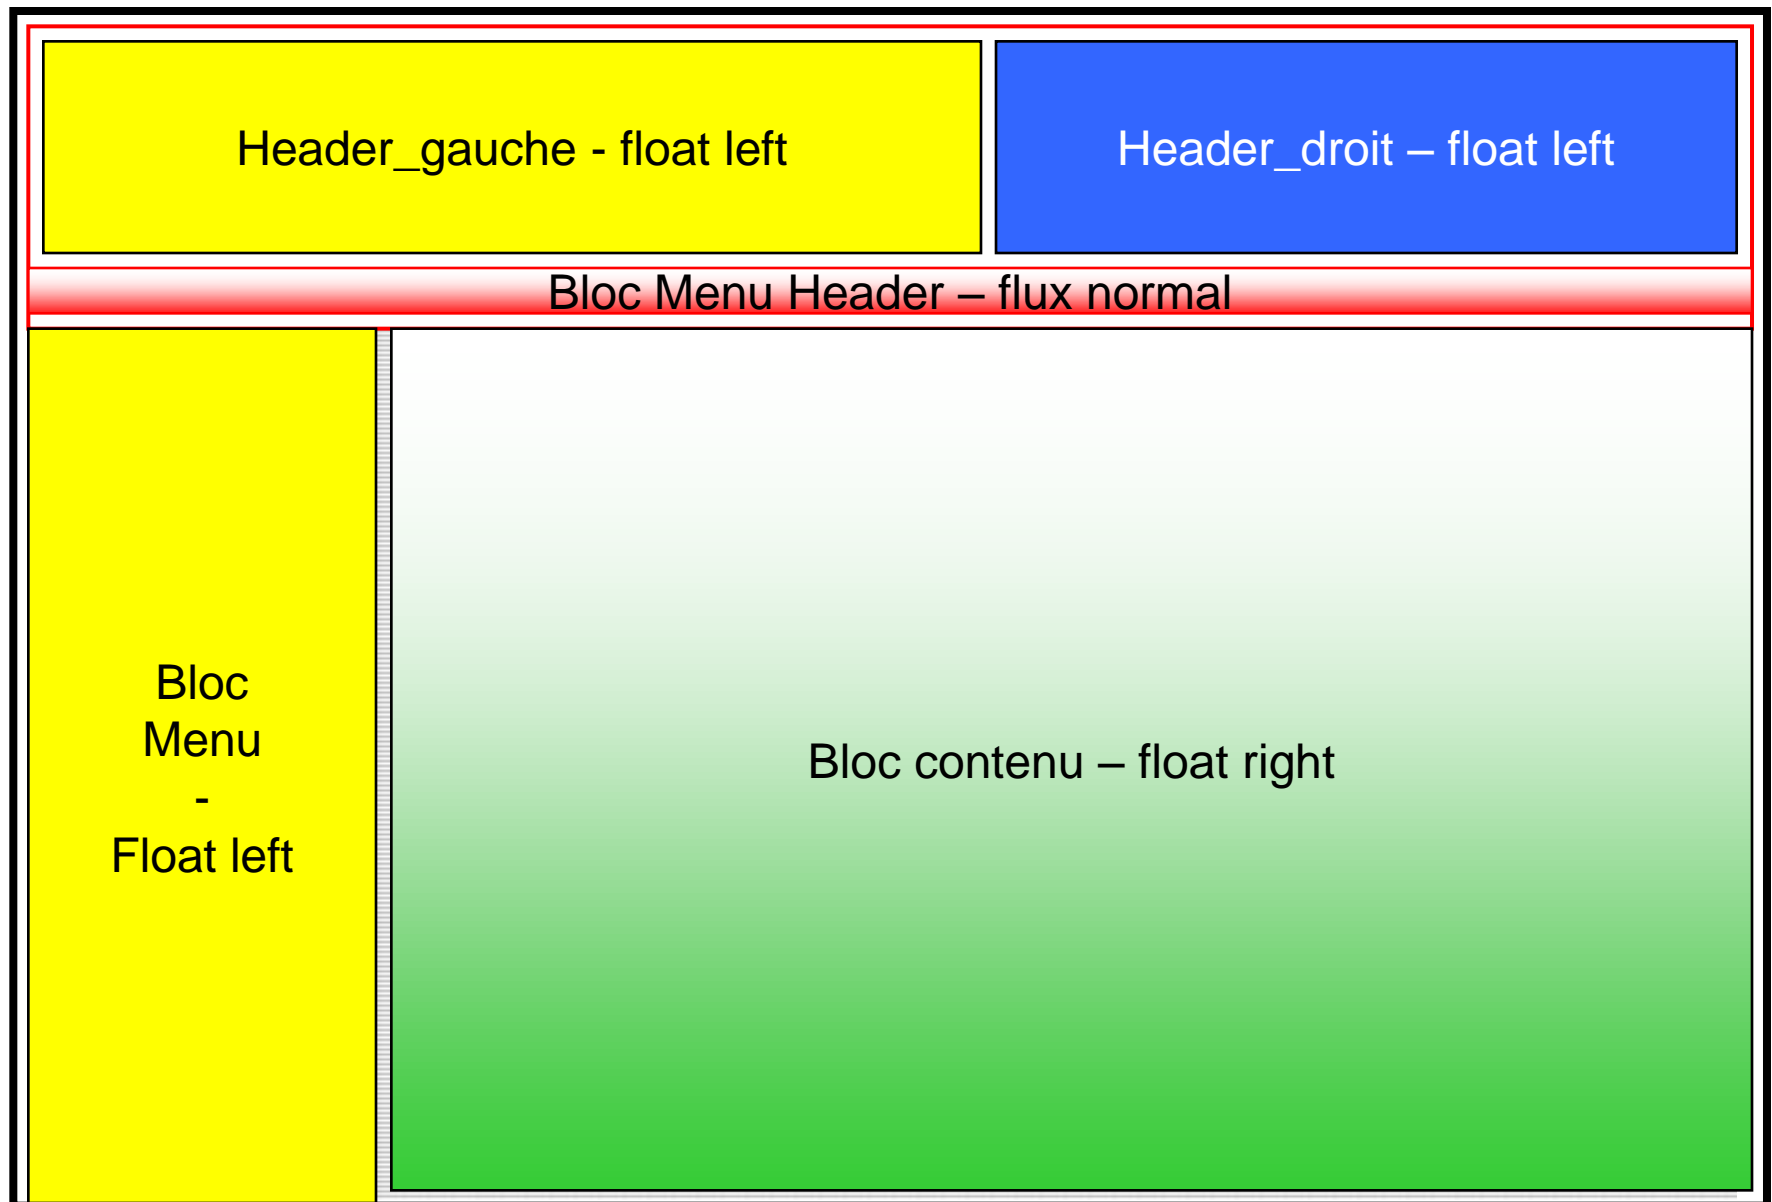 Header_gauche - float left
Header_droit – float left
Bloc Menu Header – flux normal
Bloc
Menu
-
Float left
Bloc contenu – float right